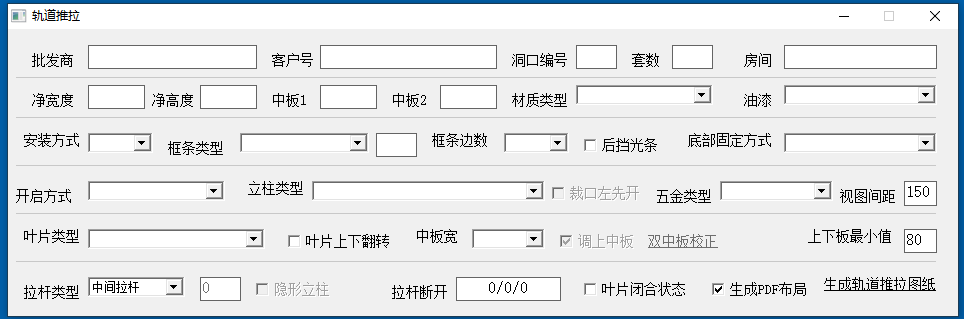 轨道推拉
批发商 客户号 洞口编号 套数 房间
净宽度 净高度 中板1 中板2 材质类型 油漆
安装方式 框条类型 框条边数 后挡光条 底部固定方式
开启方式 立柱类型 裁口左先开 五金类型 视图间距 150
叶片类型 叶片上下翻转 中板宽 调上中板 双中板校正 上下板最小值 80
拉杆类型 中间拉杆 0 隐形立柱 拉杆断开 0/0/0 叶片闭合状态 生成PDF布局 生成轨道推拉图纸